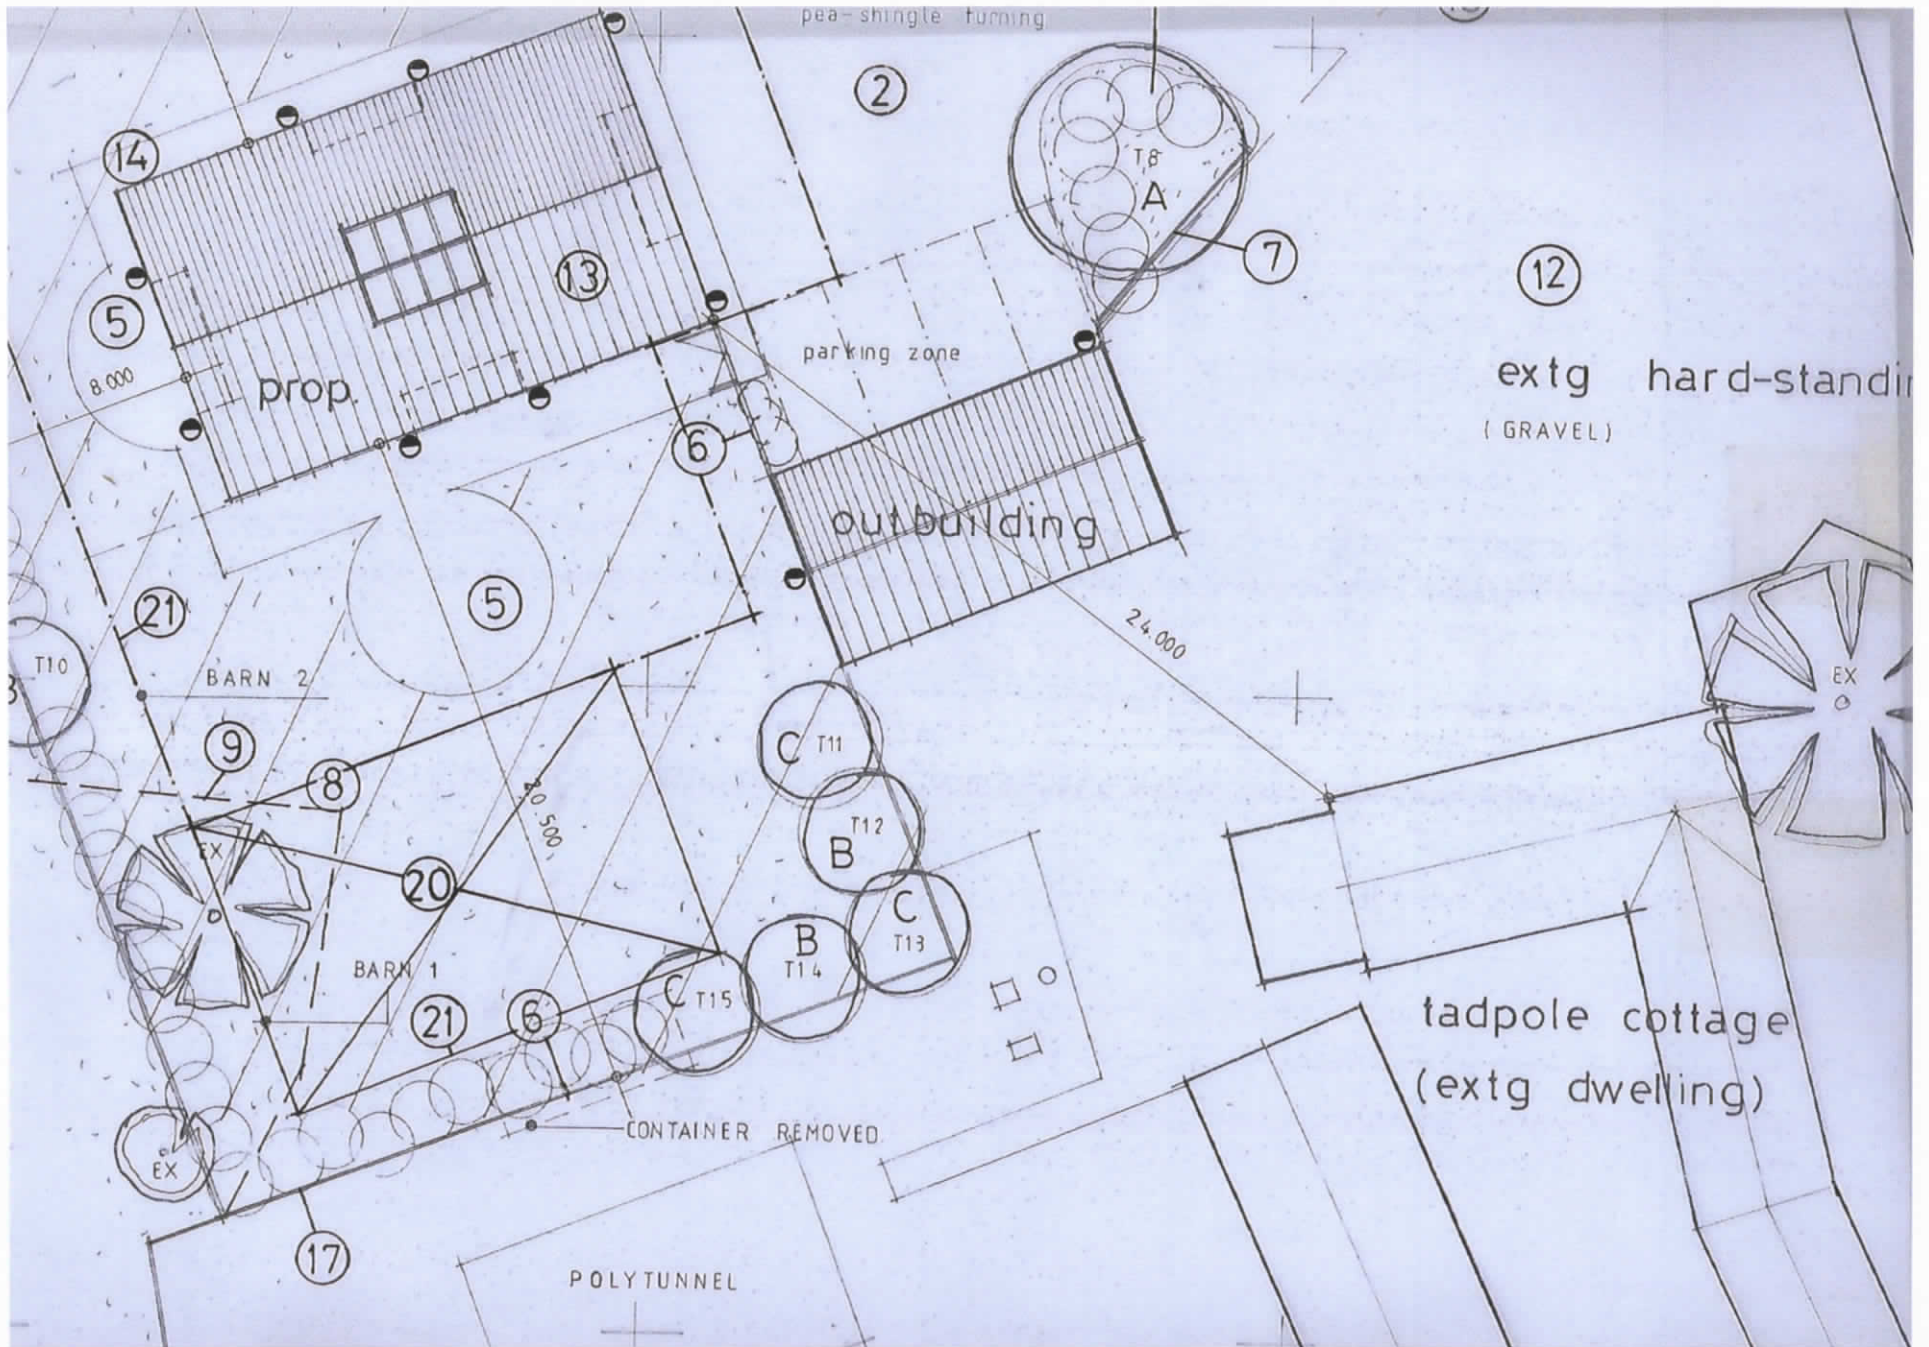 pea-shingle turning
2
14
T8
A
7
12
13
5
8.000
prop.
parking zone
extg hard-standin
(GRAVEL)
6
outbuilding
5
21
24.000
T10
BARN 2
EX
9
C T11
8
20.500
T12
B
EX
20
C
T13
B
T14
BARN 1
C T15
21
6
tadpole cottage
(extg dwelling)
CONTAINER REMOVED
EX
17
POLYTUNNEL